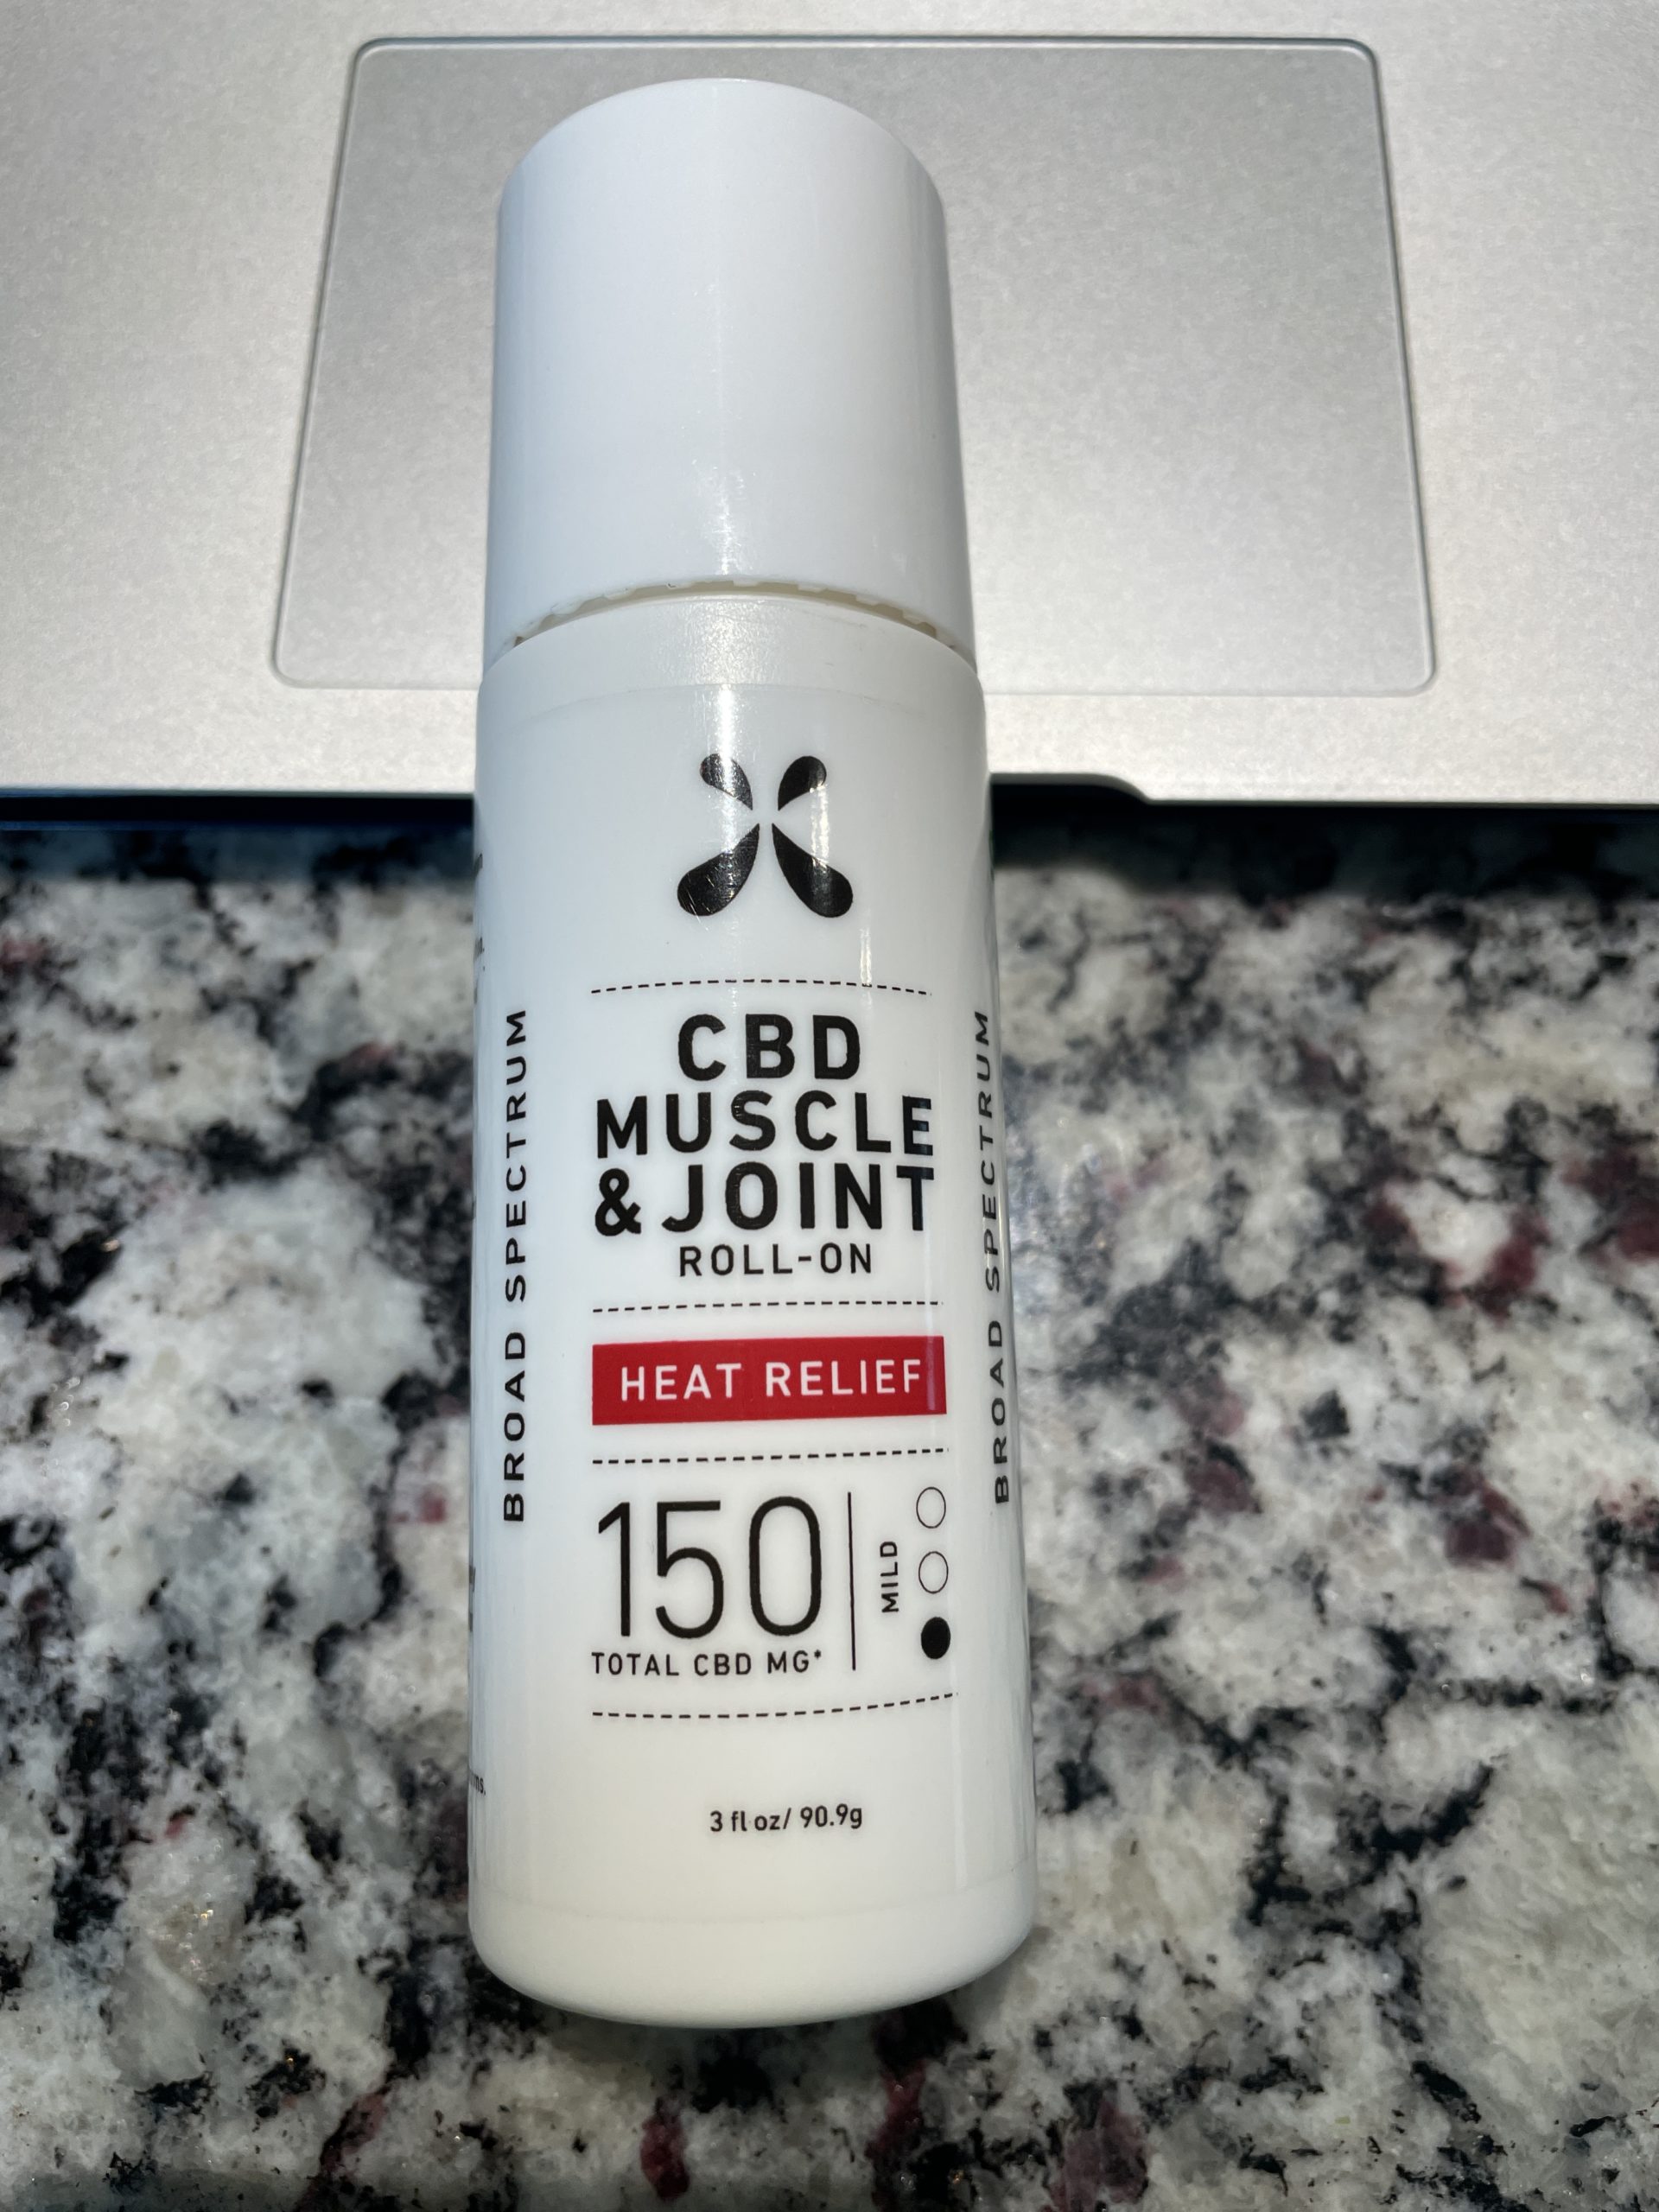 CBD
MUSCLE
& JOINT
ROLL-ON
HEAT RELIEF
150
TOTAL CBD MG*
MILD
3 fl oz/ 90.9g
BROAD SPECTRUM
BROAD SPECTRUM